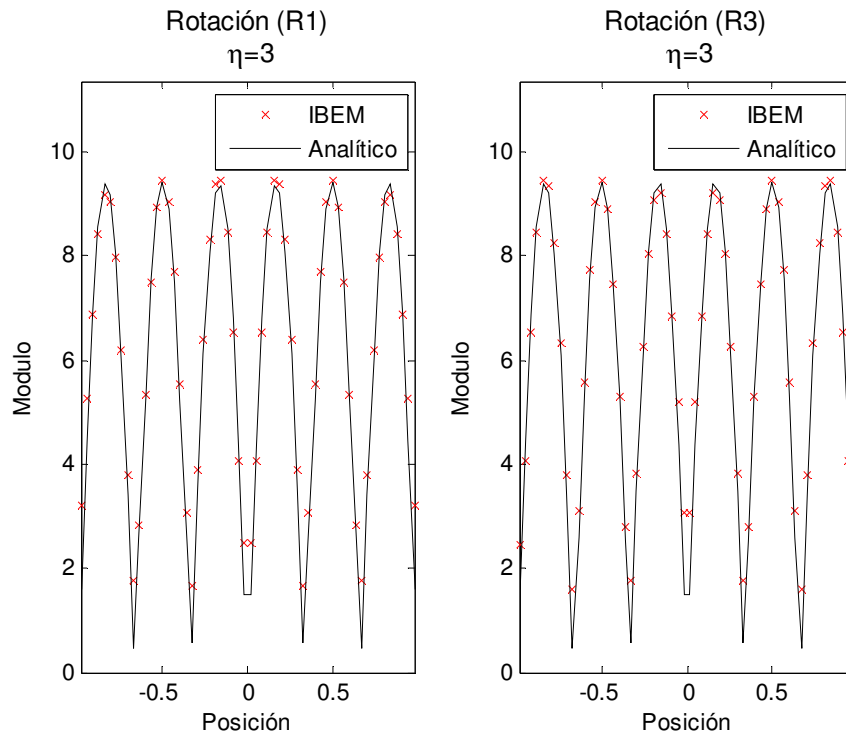 Rotación (R1)
η=3
IBEM
Analítico
10
8
6
4
2
0
-0.5
0
0.5
Modulo
Posición
Rotación (R3)
η=3
IBEM
Analítico
10
8
6
4
2
0
-0.5
0
0.5
Modulo
Posición